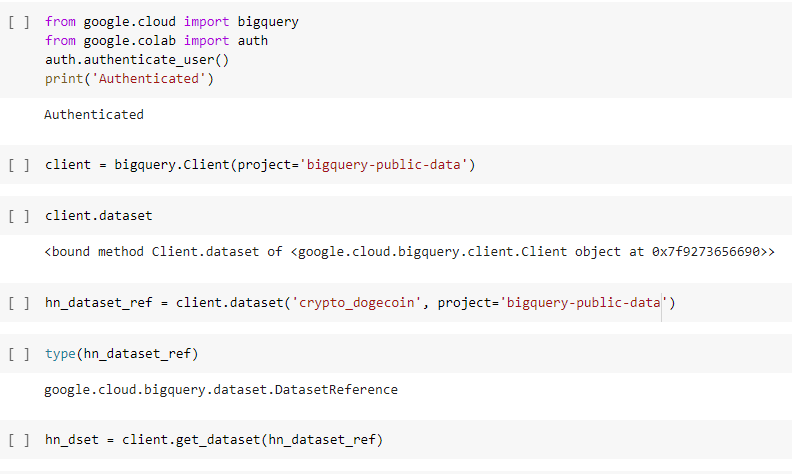 [ ] from google.cloud import bigquery
from google.colab import auth
auth.authenticate_user()
print('Authenticated')
Authenticated
[ ] client = bigquery.Client(project='bigquery-public-data')
[ ] client.dataset
<bound method Client.dataset of <google.cloud.bigquery.client.Client object at 0x7f9273656690>>
[ ] hn_dataset_ref = client.dataset('crypto_dogecoin', project='bigquery-public-data')
[ ] type(hn_dataset_ref)
google.cloud.bigquery.dataset.DatasetReference
[ ] hn_dset = client.get_dataset(hn_dataset_ref)